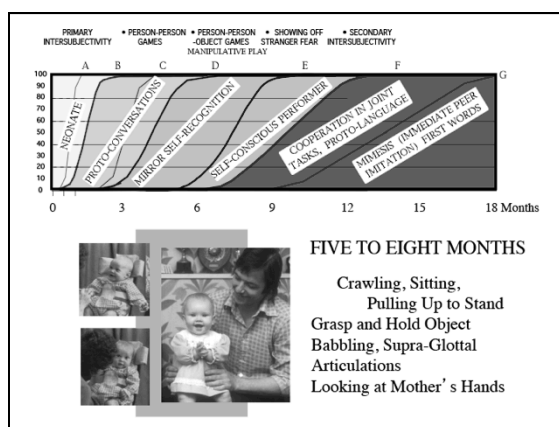 PRIMARY INTERSUBJECTIVITY
• PERSON-PERSON GAMES
• PERSON-PERSON -OBJECT GAMES
MANIPULATIVE PLAY
• SHOWING OFF STRANGER FEAR
• SECONDARY INTERSUBJECTIVITY
A B C D E F G
100
90
80
70
60
50
40
30
20
10
0
NEONATE
PROTO-CONVERSATIONS
MIRROR SELF-RECOGNITION
SELF-CONSCIOUS PERFORMER
COOPERATION IN JOINT
TASKS, PROTO-LANGUAGE
MIMESIS (IMMEDIATE PEER
IMITATION) FIRST WORDS
0 3 6 9 12 15 18 Months
FIVE TO EIGHT MONTHS
Crawling, Sitting,
Pulling Up to Stand
Grasp and Hold Object
Babbling, Supra-Glottal
Articulations
Looking at Mother's Hands